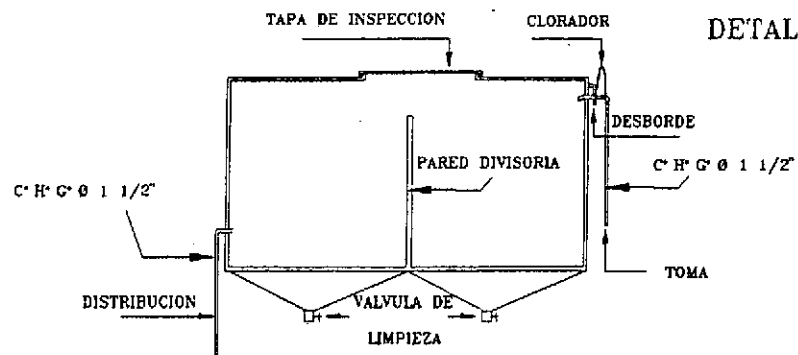 TAPA DE INSPECCION
CLORADOR
DETAL
DESBORDE
PARED DIVISORIA
C° H° G° Ø 1 1/2"
C° H° G° Ø 1 1/2"
TOMA
DISTRIBUCION
VALVULA DE
LIMPIEZA